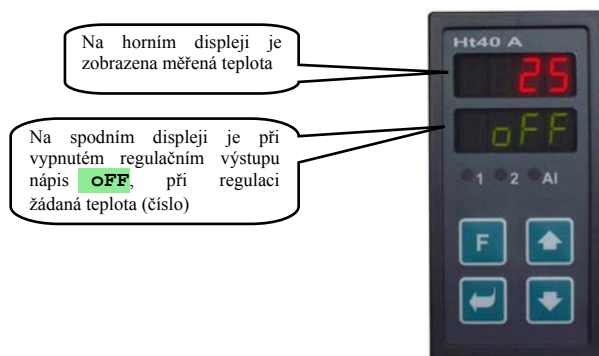 Na horním displeji je
zobrazena měřená teplota
Na spodním displeji je při
vypnutém regulačním výstupu
nápis oFF, při regulaci
žádaná teplota (číslo)
Ht40 A
25
oFF
1 2 Al
F